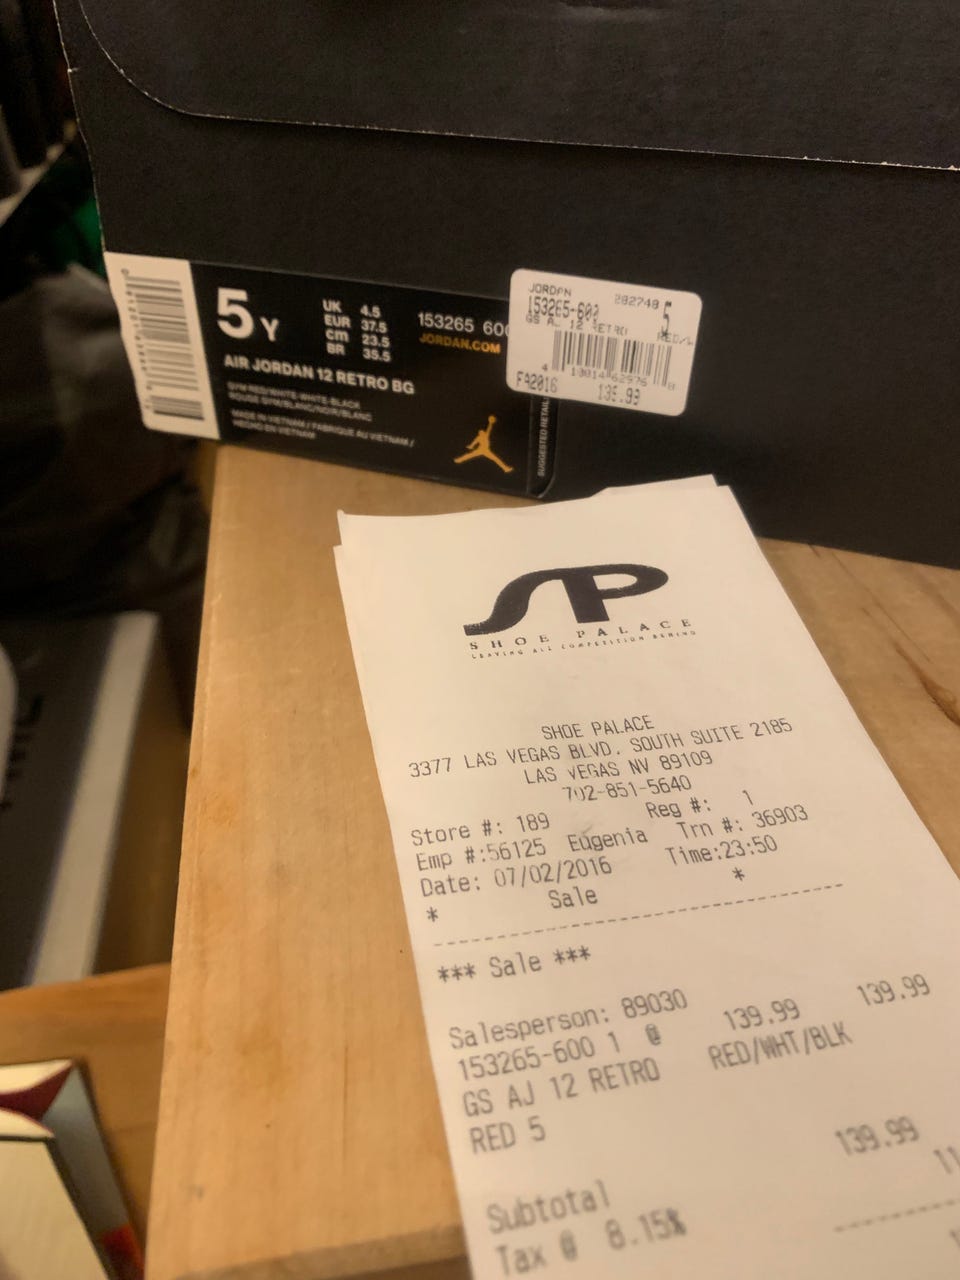 5Y
UK 4.5
EUR 37.5
cm 23.5
BR 35.5
153265 600
JORDAN.COM
AIR JORDAN 12 RETRO BG
GYM RED/WHITE-WHITE-BLACK
ROUGE GYM/BLANC/NOIR/BLANC
MADE IN VIETNAM / FABRIQUE AU VIETNAM /
HECHO EN VIETNAM
SUGGESTED RETAIL
JORDAN 282748 5
153265-600
GS AJ 12 RETRO RED/
FA2016 139.99
SP
SHOE PALACE
LEAVING ALL COMPETITION BEHIND
SHOE PALACE
3377 LAS VEGAS BLVD. SOUTH SUITE 2185
LAS VEGAS NV 89109
702-851-5640
Store #: 189 Reg #: 1
Emp #:56125 Eugenia Trn #: 36903
Date: 07/02/2016 Time:23:50
* Sale *
*** Sale ***
Salesperson: 89030
153265-600 1 @ 139.99 139.99
GS AJ 12 RETRO RED/WHT/BLK
RED 5
Subtotal 139.99
Tax @ 8.15% 11